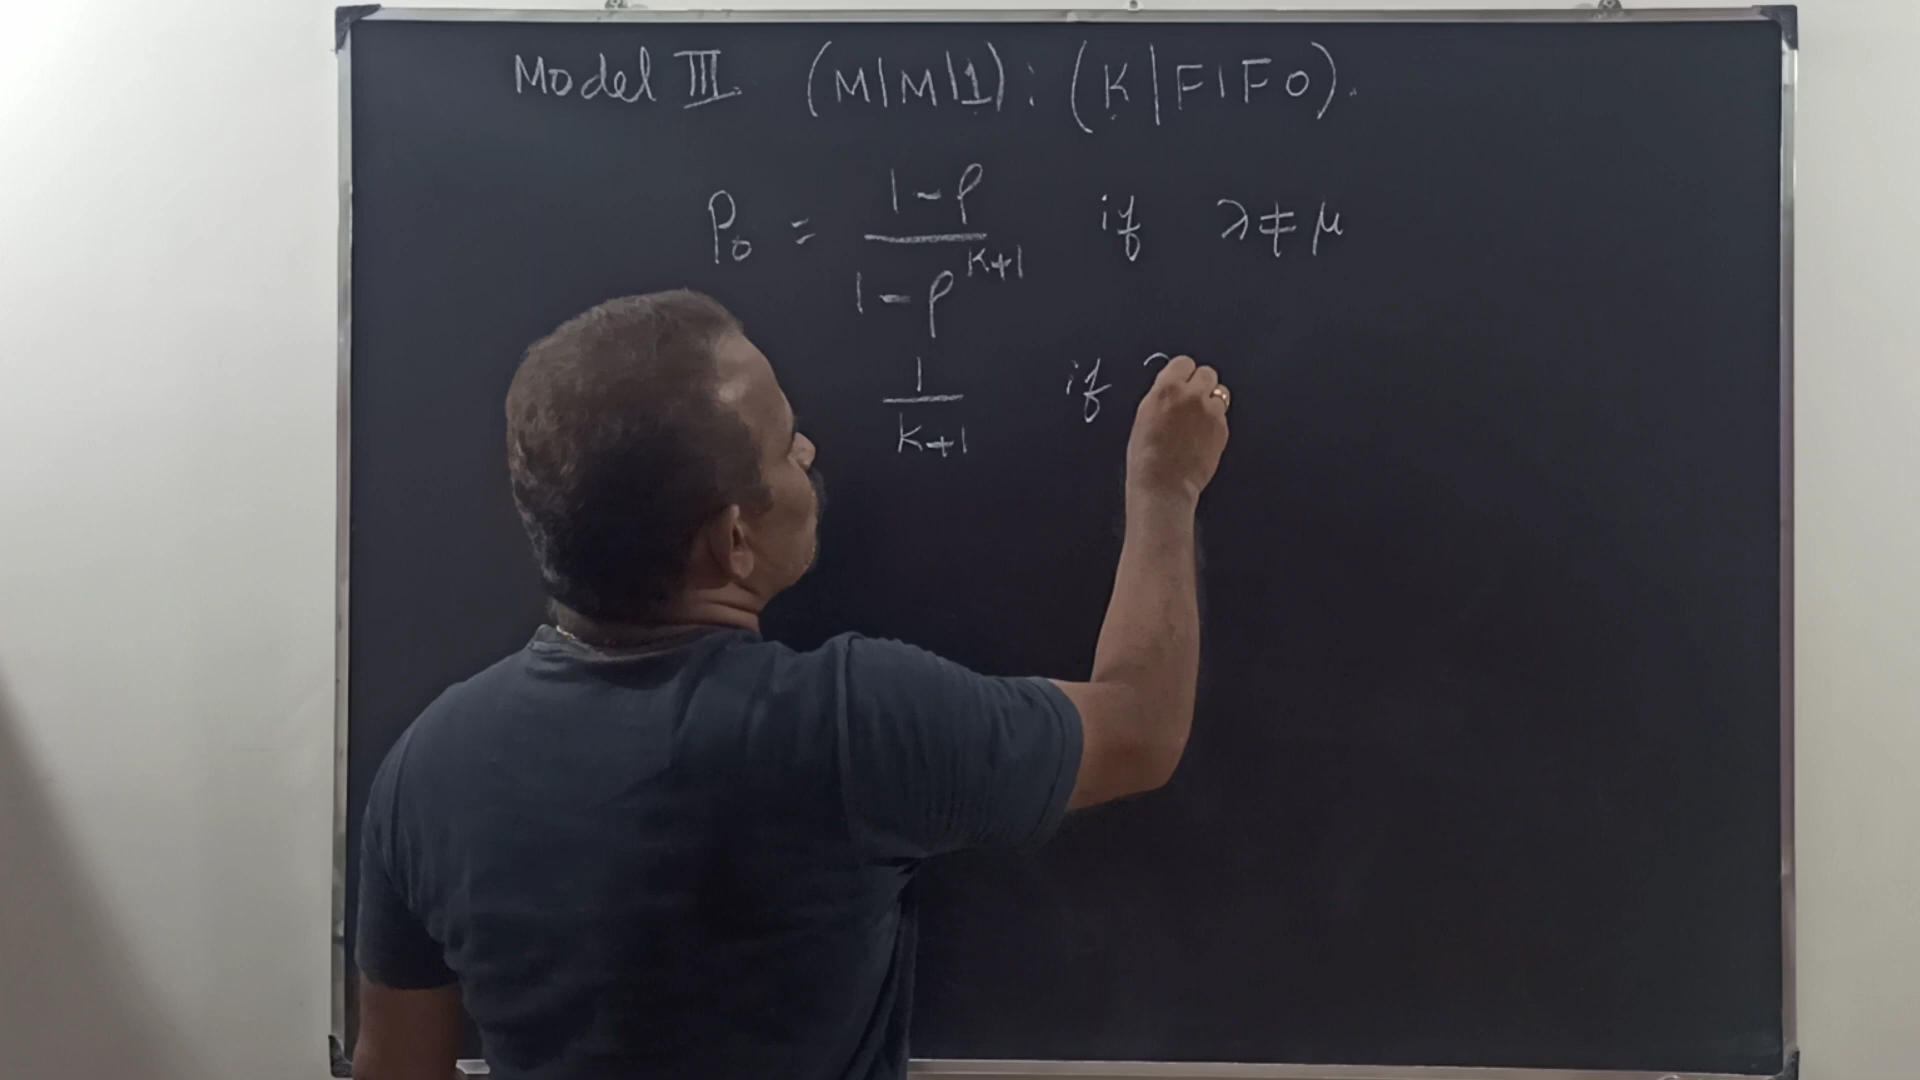 Model III. (M|M|1) : (K|FIFO).
P₀ = (1-ρ)/(1-ρ^(K+1)) if λ≠μ
1/(K+1) if